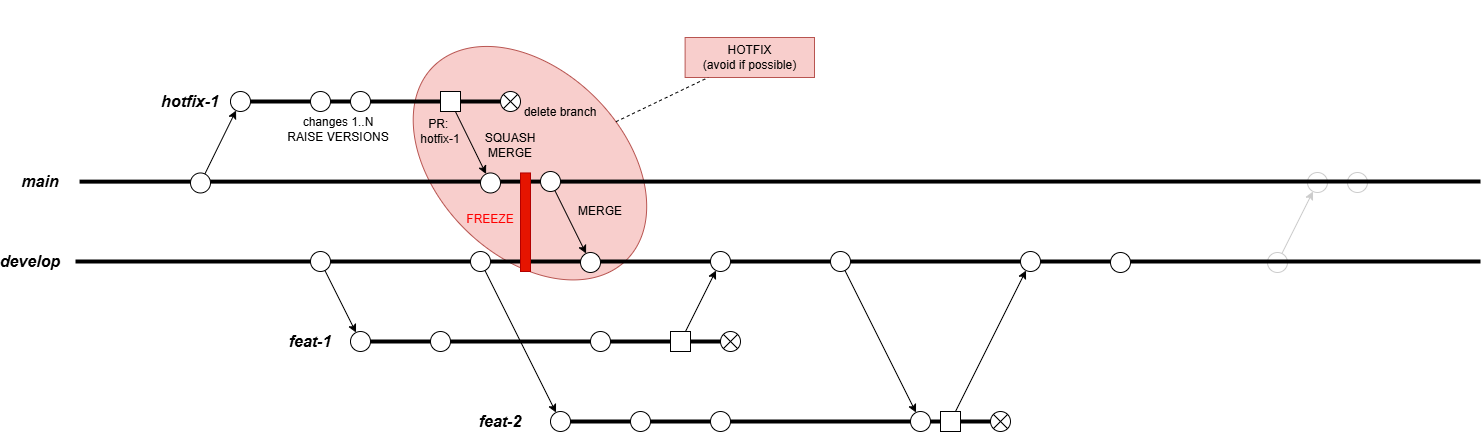 HOTFIX
(avoid if possible)
hotfix-1
delete branch
changes 1..N
RAISE VERSIONS
PR:
hotfix-1
SQUASH
MERGE
main
FREEZE
MERGE
develop
feat-1
feat-2